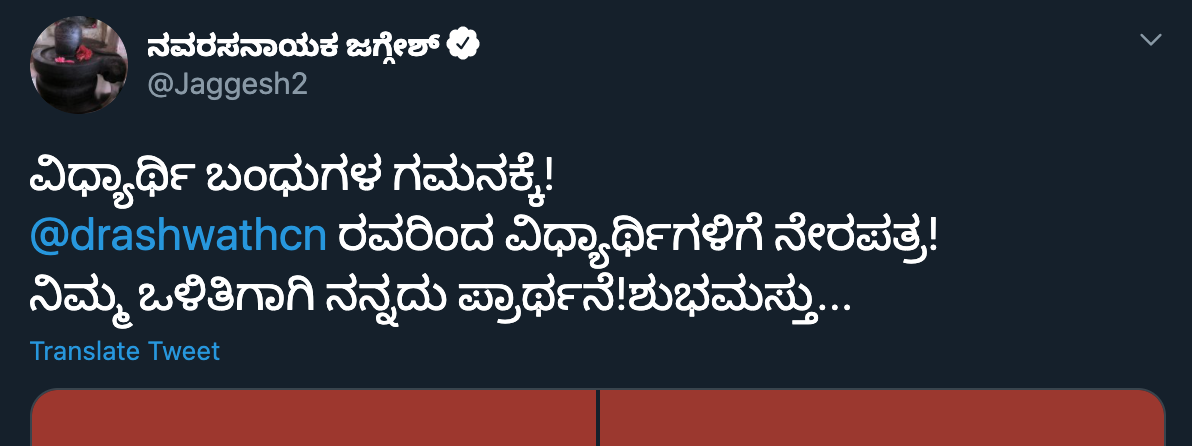 ನವರಸನಾಯಕ ಜಗ್ಗೇಶ್
@Jaggesh2
ವಿಧ್ಯಾರ್ಥಿ ಬಂಧುಗಳ ಗಮನಕ್ಕೆ!
@drashwathcn ರವರಿಂದ ವಿಧ್ಯಾರ್ಥಿಗಳಿಗೆ ನೇರಪತ್ರ!
ನಿಮ್ಮ ಒಳಿತಿಗಾಗಿ ನನ್ನದು ಪ್ರಾರ್ಥನೆ!ಶುಭಮಸ್ತು...
Translate Tweet